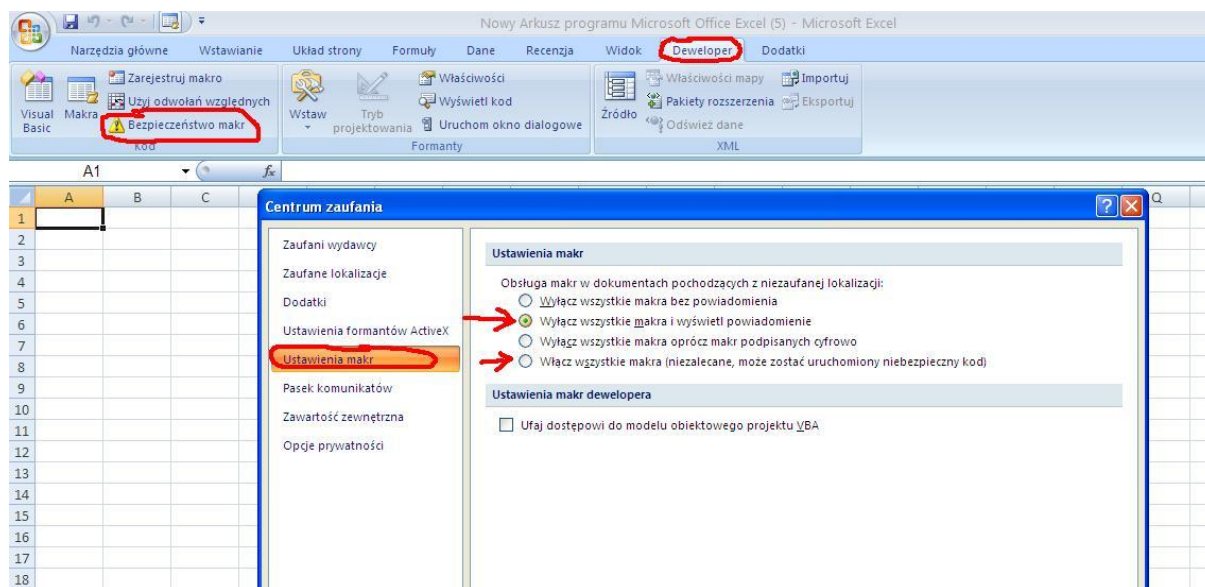 Nowy Arkusz programu Microsoft Office Excel (5) - Microsoft Excel
Narzędzia główne Wstawianie Układ strony Formuły Dane Recenzja Widok Deweloper Dodatki
Visual Basic
Makra
Zarejestruj makro
Użyj odwołań względnych
Bezpieczeństwo makr
Kod
Wstaw
Tryb projektowania
Właściwości
Wyświetl kod
Uruchom okno dialogowe
Formanty
Źródło
Właściwości mapy
Pakiety rozszerzenia
Odśwież dane
Importuj
Eksportuj
XML
A1 fx
A B C Q
1
2
3
4
5
6
7
8
9
10
11
12
13
14
15
16
17
18
Centrum zaufania
Zaufani wydawcy
Zaufane lokalizacje
Dodatki
Ustawienia formantów ActiveX
Ustawienia makr
Pasek komunikatów
Zawartość zewnętrzna
Opcje prywatności
Ustawienia makr
Obsługa makr w dokumentach pochodzących z niezaufanej lokalizacji:
Wyłącz wszystkie makra bez powiadomienia
Wyłącz wszystkie makra i wyświetl powiadomienie
Wyłącz wszystkie makra oprócz makr podpisanych cyfrowo
Włącz wszystkie makra (niezalecane, może zostać uruchomiony niebezpieczny kod)
Ustawienia makr dewelopera
Ufaj dostępowi do modelu obiektowego projektu VBA